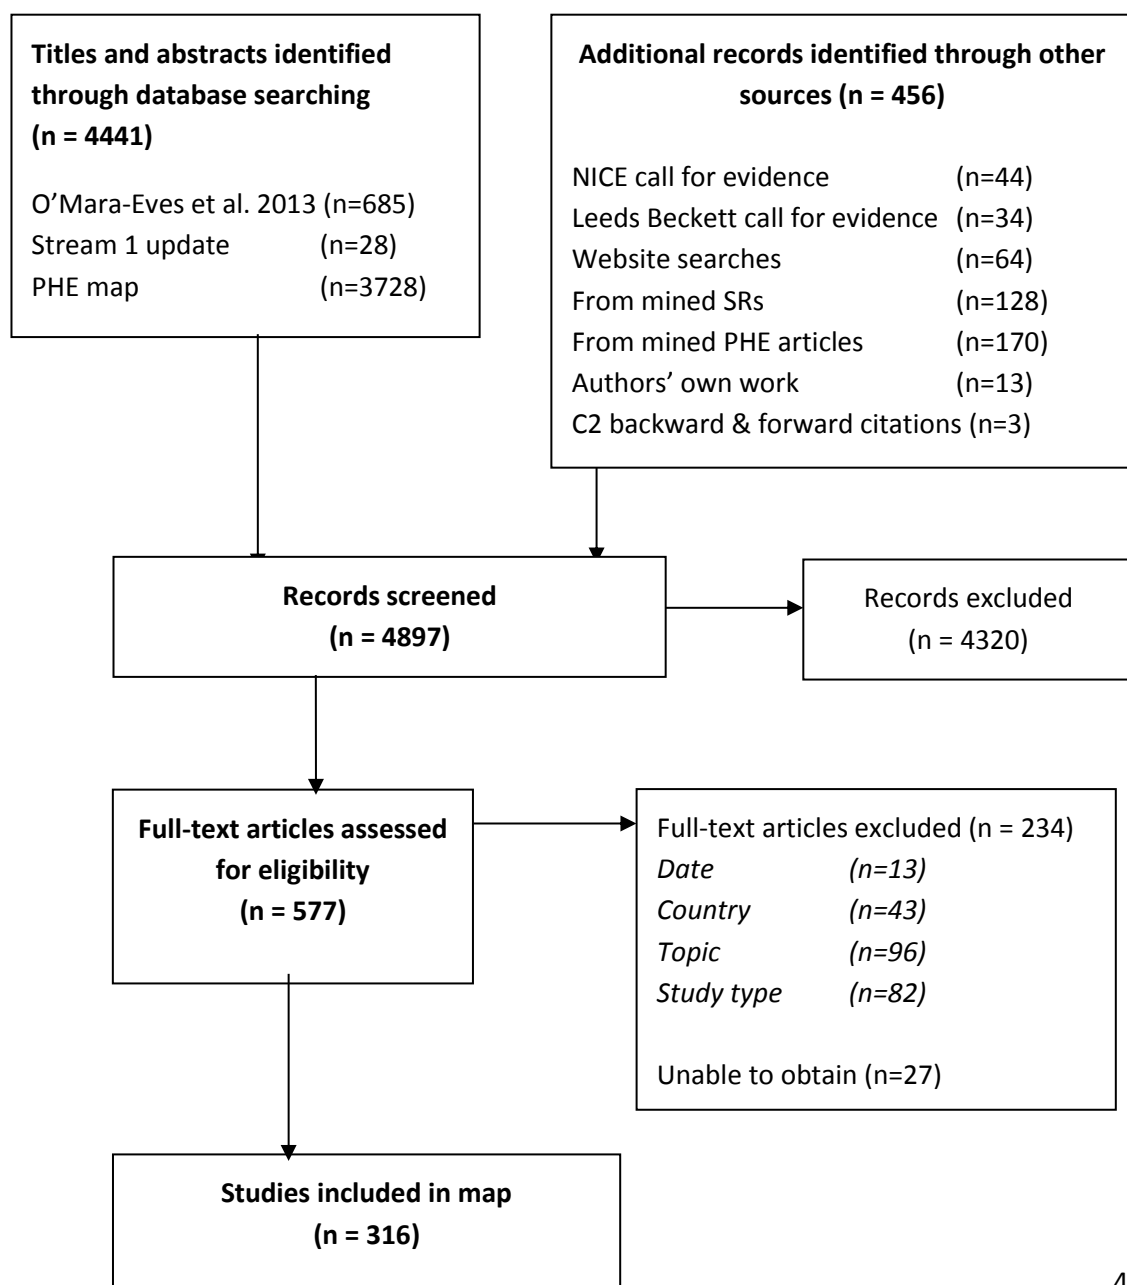 Titles and abstracts identified
through database searching
(n = 4441)
O’Mara-Eves et al. 2013 (n=685)
Stream 1 update (n=28)
PHE map (n=3728)
Additional records identified through other
sources (n = 456)
NICE call for evidence (n=44)
Leeds Beckett call for evidence (n=34)
Website searches (n=64)
From mined SRs (n=128)
From mined PHE articles (n=170)
Authors’ own work (n=13)
C2 backward & forward citations (n=3)
Records screened
(n = 4897)
Records excluded
(n = 4320)
Full-text articles assessed
for eligibility
(n = 577)
Full-text articles excluded (n = 234)
Date (n=13)
Country (n=43)
Topic (n=96)
Study type (n=82)
Unable to obtain (n=27)
Studies included in map
(n = 316)
4